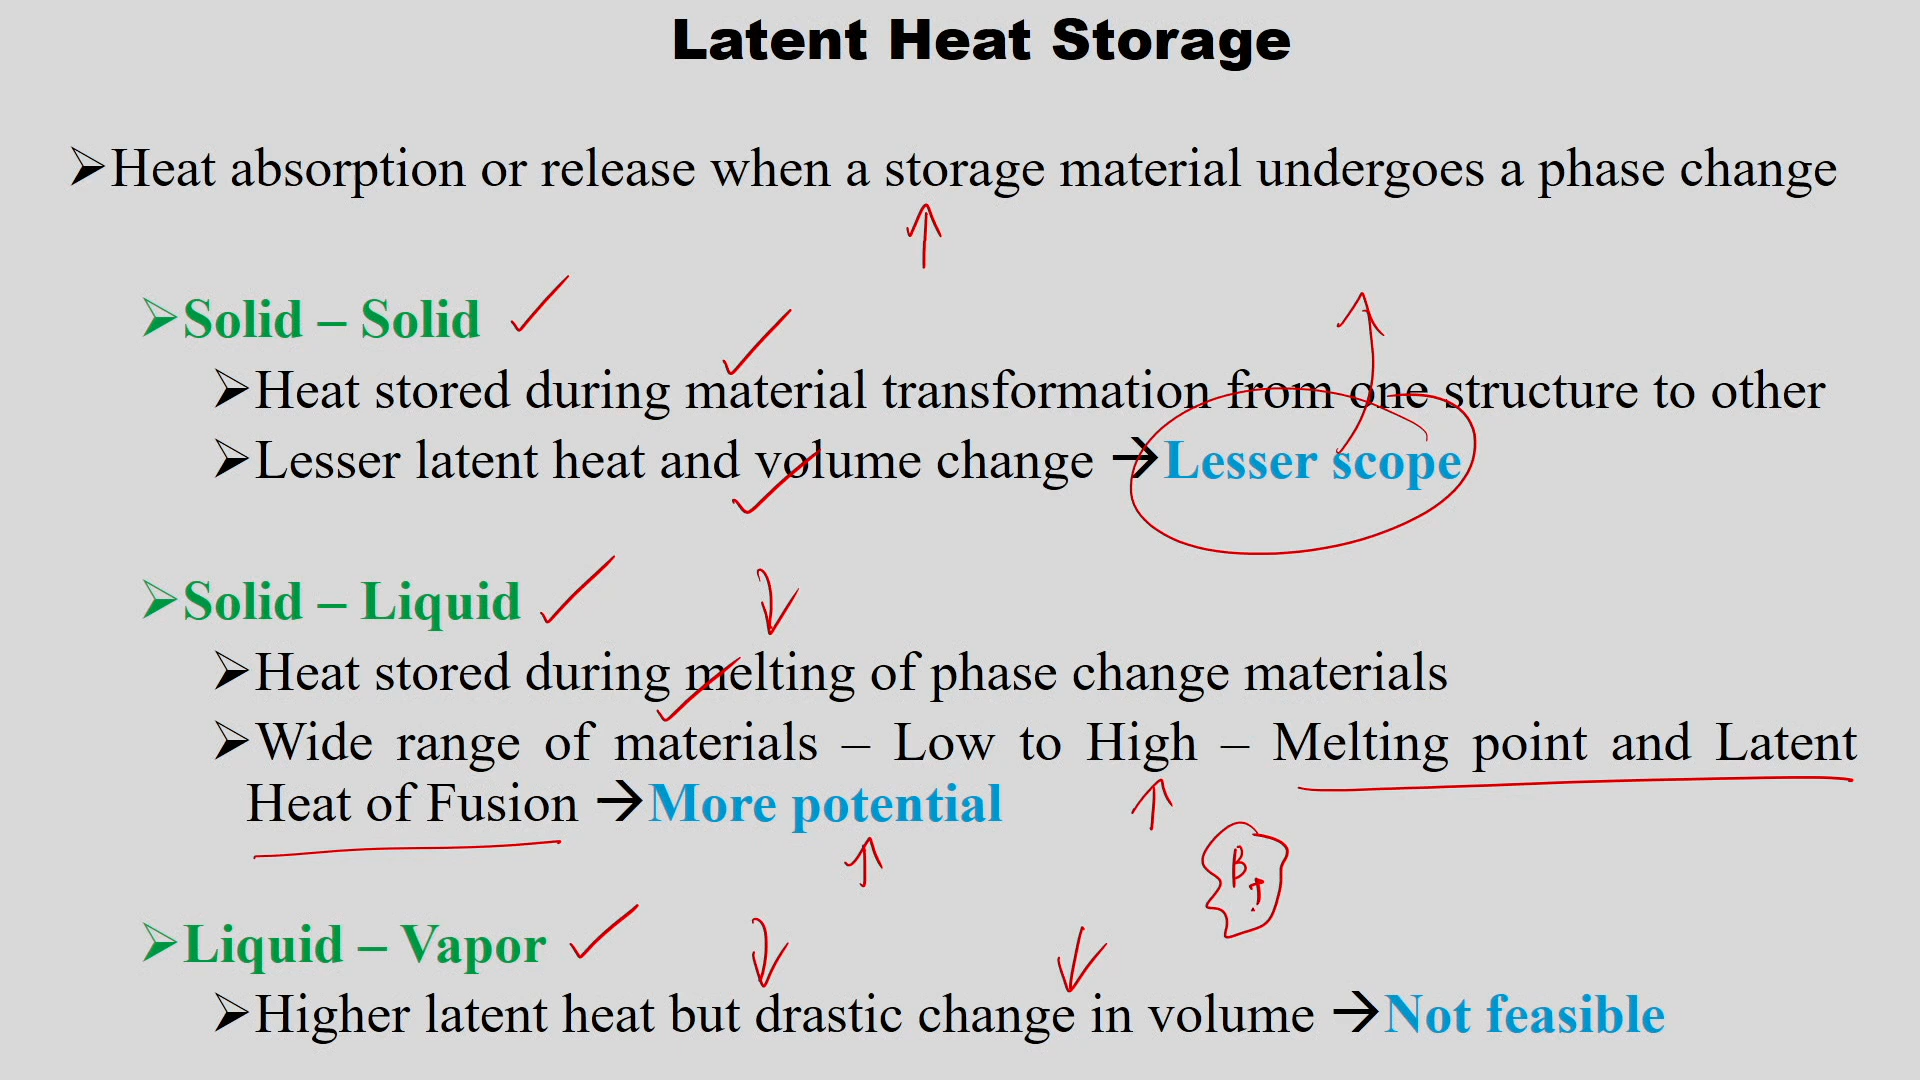 Latent Heat Storage
➢Heat absorption or release when a storage material undergoes a phase change
➢Solid – Solid
➢Heat stored during material transformation from one structure to other
➢Lesser latent heat and volume change →Lesser scope
➢Solid – Liquid
➢Heat stored during melting of phase change materials
➢Wide range of materials – Low to High – Melting point and Latent
Heat of Fusion →More potential
➢Liquid – Vapor
➢Higher latent heat but drastic change in volume →Not feasible